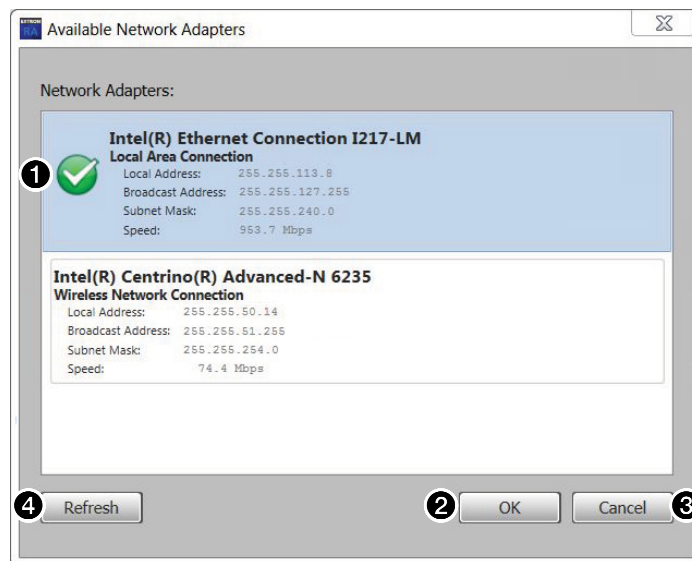 EXTRON
RA Available Network Adapters
Network Adapters:
Intel(R) Ethernet Connection I217-LM
Local Area Connection
1 Local Address: 255.255.113.8
Broadcast Address: 255.255.127.255
Subnet Mask: 255.255.240.0
Speed: 953.7 Mbps
Intel(R) Centrino(R) Advanced-N 6235
Wireless Network Connection
Local Address: 255.255.50.14
Broadcast Address: 255.255.51.255
Subnet Mask: 255.255.254.0
Speed: 74.4 Mbps
4 Refresh 2 OK Cancel 3